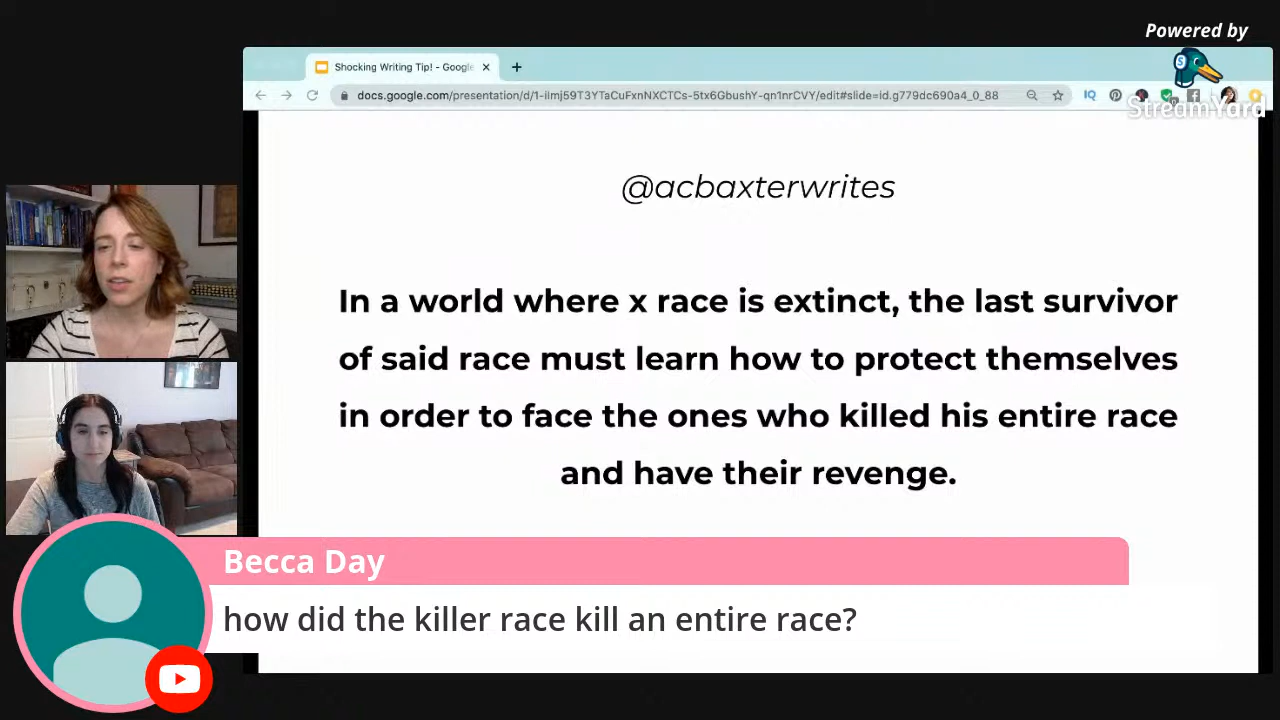 Powered by
StreamYard
Shocking Writing Tip! - Google
docs.google.com/presentation/d/1-iImj59T3YTaCuFxnNXCTCs-5tx6GbushY-qn1nrCVY/edit#slide=id.g779dc690a4_0_88
IQ
@acbaxterwrites
In a world where x race is extinct, the last survivor
of said race must learn how to protect themselves
in order to face the ones who killed his entire race
and have their revenge.
Becca Day
how did the killer race kill an entire race?